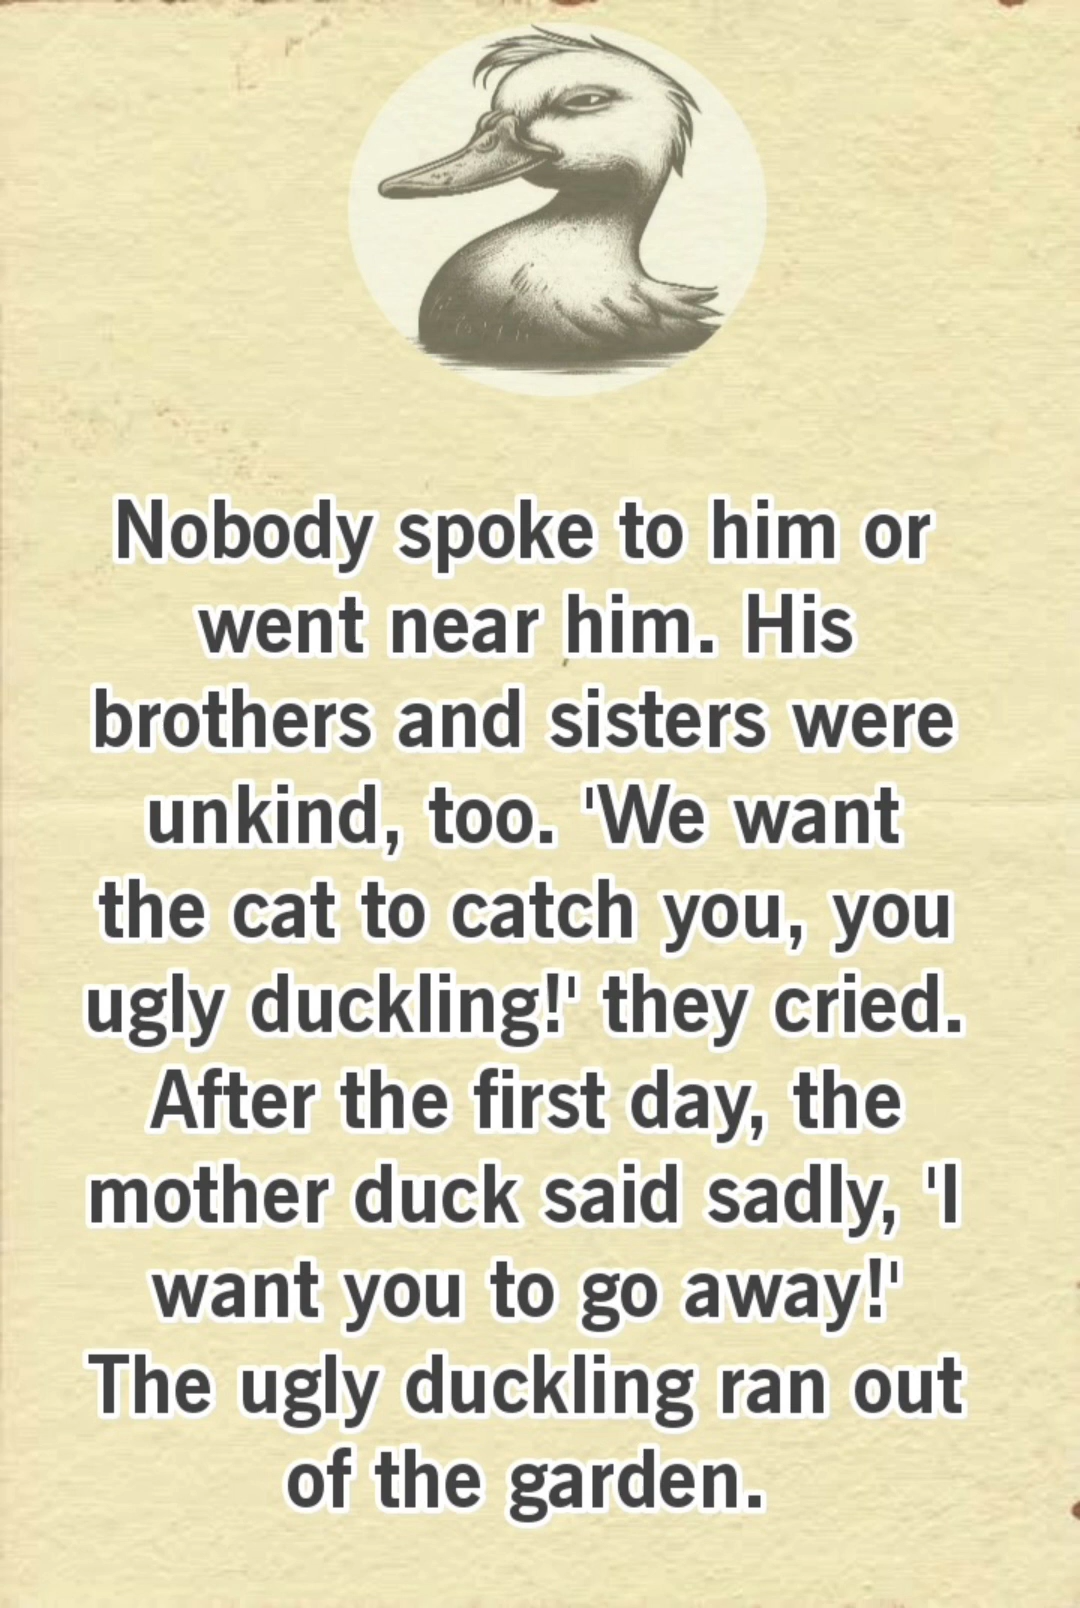 Nobody spoke to him or
went near him. His
brothers and sisters were
unkind, too. 'We want
the cat to catch you, you
ugly duckling!' they cried.
After the first day, the
mother duck said sadly, 'I
want you to go away!'
The ugly duckling ran out
of the garden.